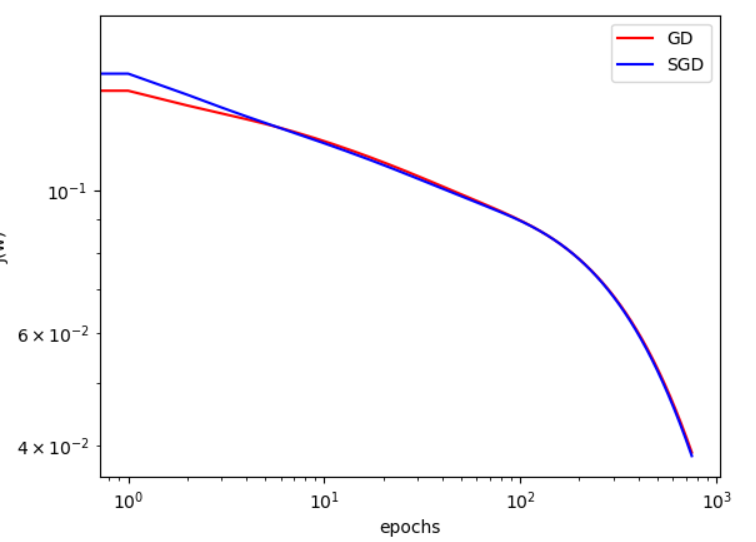 GD
SGD
J(w)
10⁻¹
6 × 10⁻²
4 × 10⁻²
10⁰
10¹
10²
10³
epochs